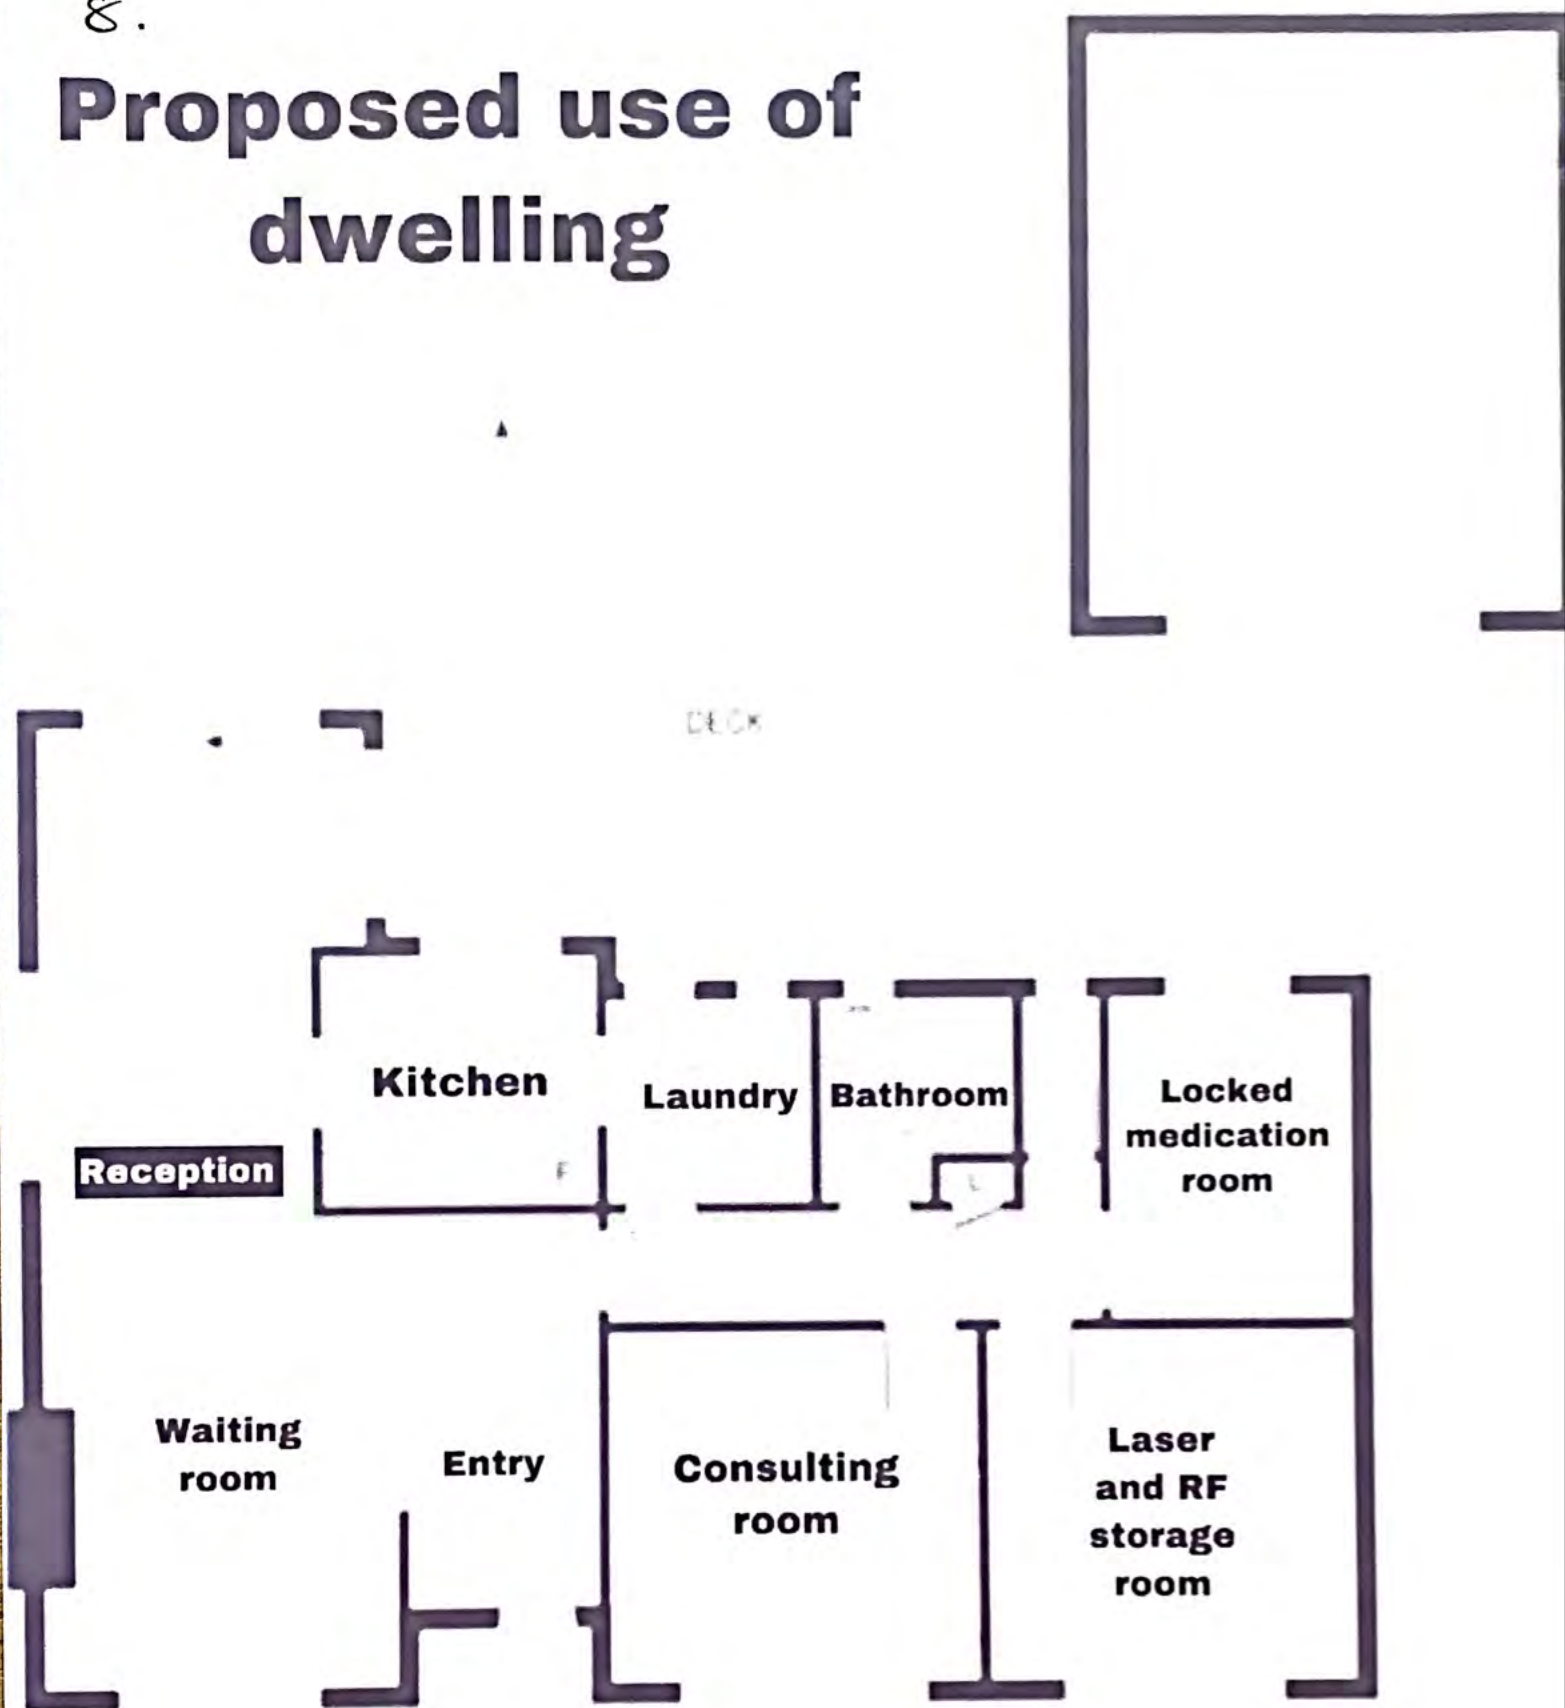 8.
Proposed use of
dwelling
DECK
Kitchen
Laundry
Bathroom
Locked
medication
room
Reception
F
L
Waiting
room
Entry
Consulting
room
Laser
and RF
storage
room